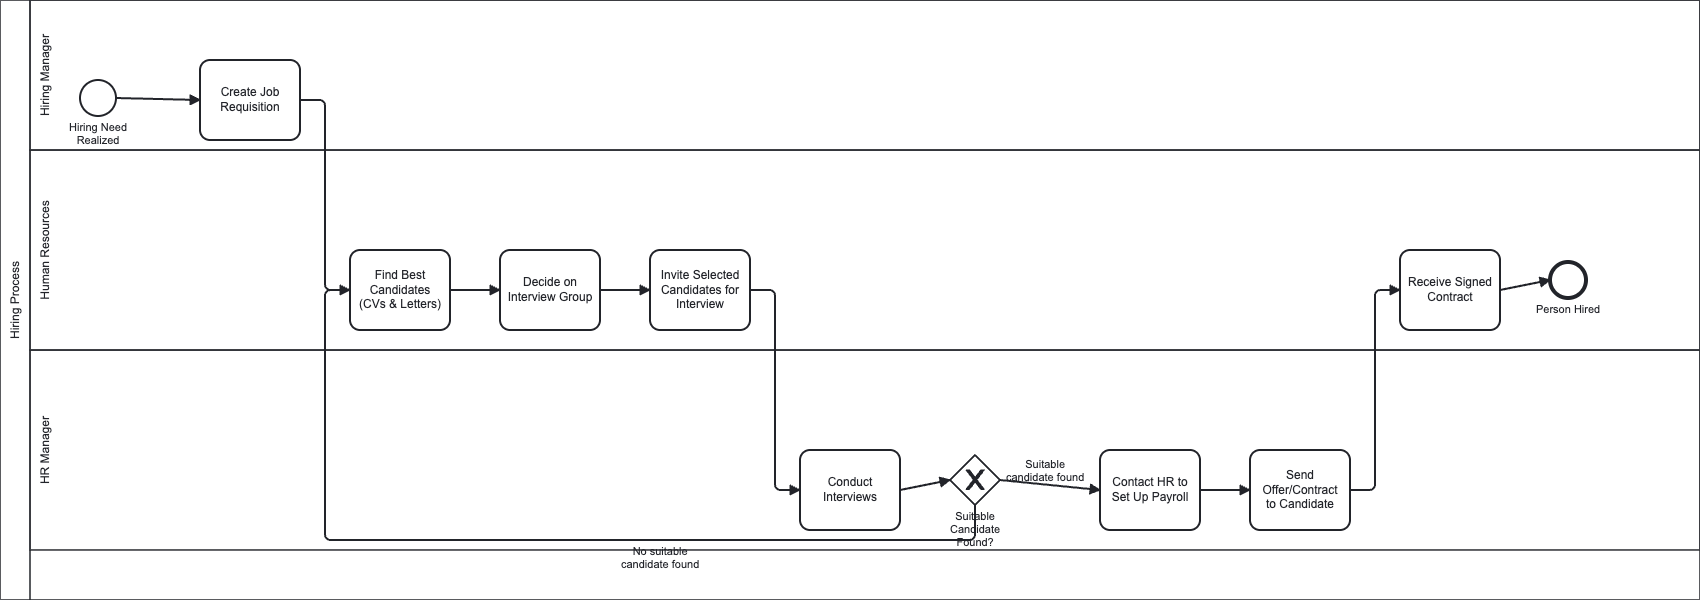 Hiring Process
Hiring Manager
Hiring Need
Realized
Create Job
Requisition
Human Resources
Find Best
Candidates
(CVs & Letters)
Decide on
Interview Group
Invite Selected
Candidates for
Interview
Receive Signed
Contract
Person Hired
HR Manager
Conduct
Interviews
Suitable
Candidate
Found?
Suitable
candidate found
Contact HR to
Set Up Payroll
Send
Offer/Contract
to Candidate
No suitable
candidate found